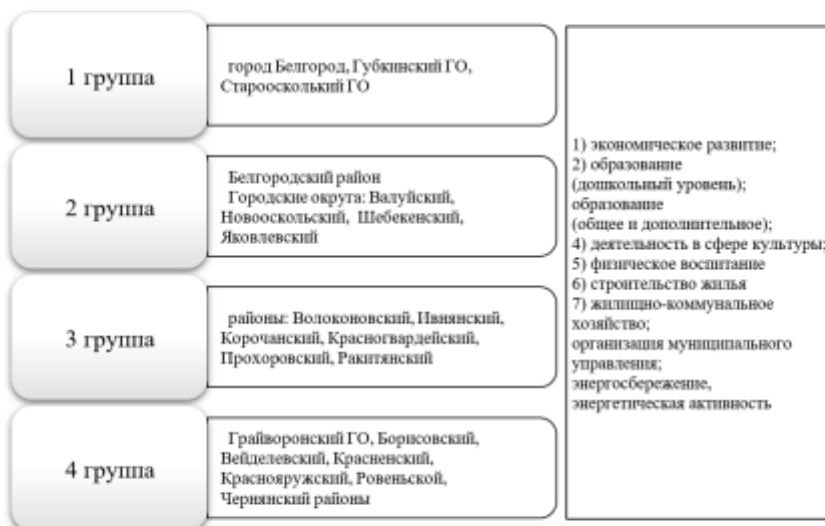 1 группа
город Белгород, Губкинский ГО,
Старооскольский ГО
2 группа
Белгородский район
Городские округа: Валуйский,
Новооскольский, Шебекенский,
Яковлевский
3 группа
районы: Волоконовский, Ивнянский,
Корочанский, Красногвардейский,
Прохоровский, Ракитянский
4 группа
Грайворонский ГО, Борисовский,
Вейделевский, Красненский,
Краснояружский, Ровеньской,
Чернянский районы
1) экономическое развитие;
2) образование
(дошкольный уровень);
образование
(общее и дополнительное);
4) деятельность в сфере культуры;
5) физическое воспитание
6) строительство жилья
7) жилищно-коммунальное
хозяйство;
организация муниципального
управления;
энергосбережение,
энергетическая активность